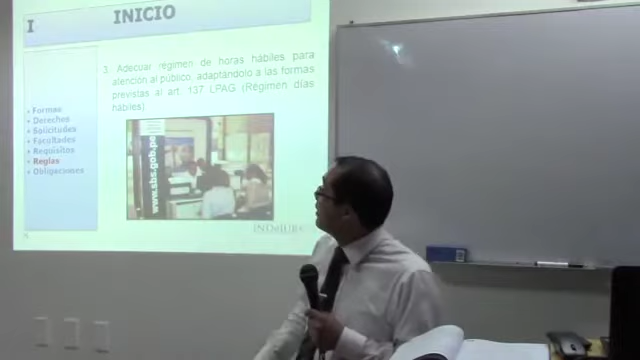 I
INICIO
3. Adecuar régimen de horas hábiles para
atención al público, adaptándolo a las formas
previstas al art. 137 LPAG (Régimen días
hábiles)
• Formas
• Derechos
• Solicitudes
• Facultades
• Requisitos
• Reglas
• Obligaciones
www.sbs.gob.pe
INDeJURE